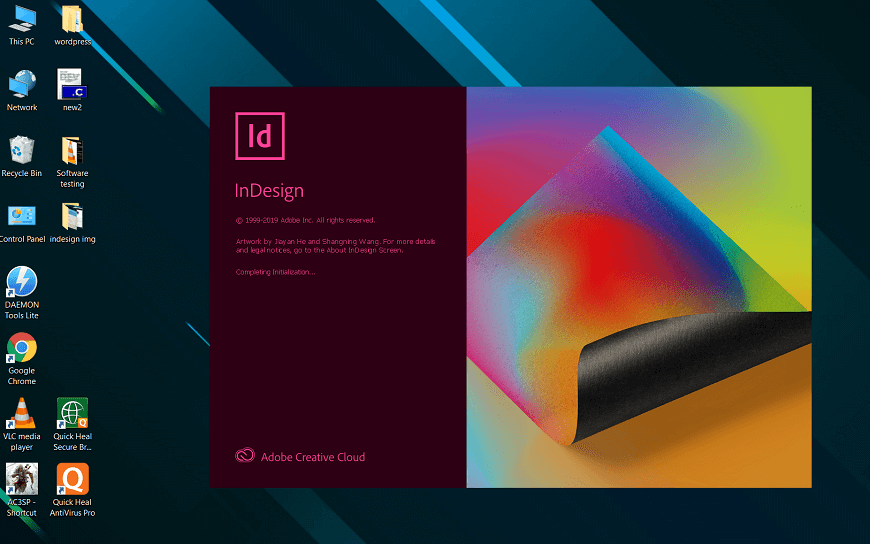 This PC
wordpress
Network
.C
new2
Recycle Bin
Software
testing
Control Panel
indesign img
DAEMON
Tools Lite
Google
Chrome
VLC media
player
Quick Heal
Secure Br...
AC3SP -
Shortcut
Quick Heal
AntiVirus Pro
Id
InDesign
© 1999-2019 Adobe Inc. All rights reserved.
Artwork by Jiayan He and Shangning Wang. For more details
and legal notices, go to the About InDesign Screen.
Completing Initialization...
Adobe Creative Cloud